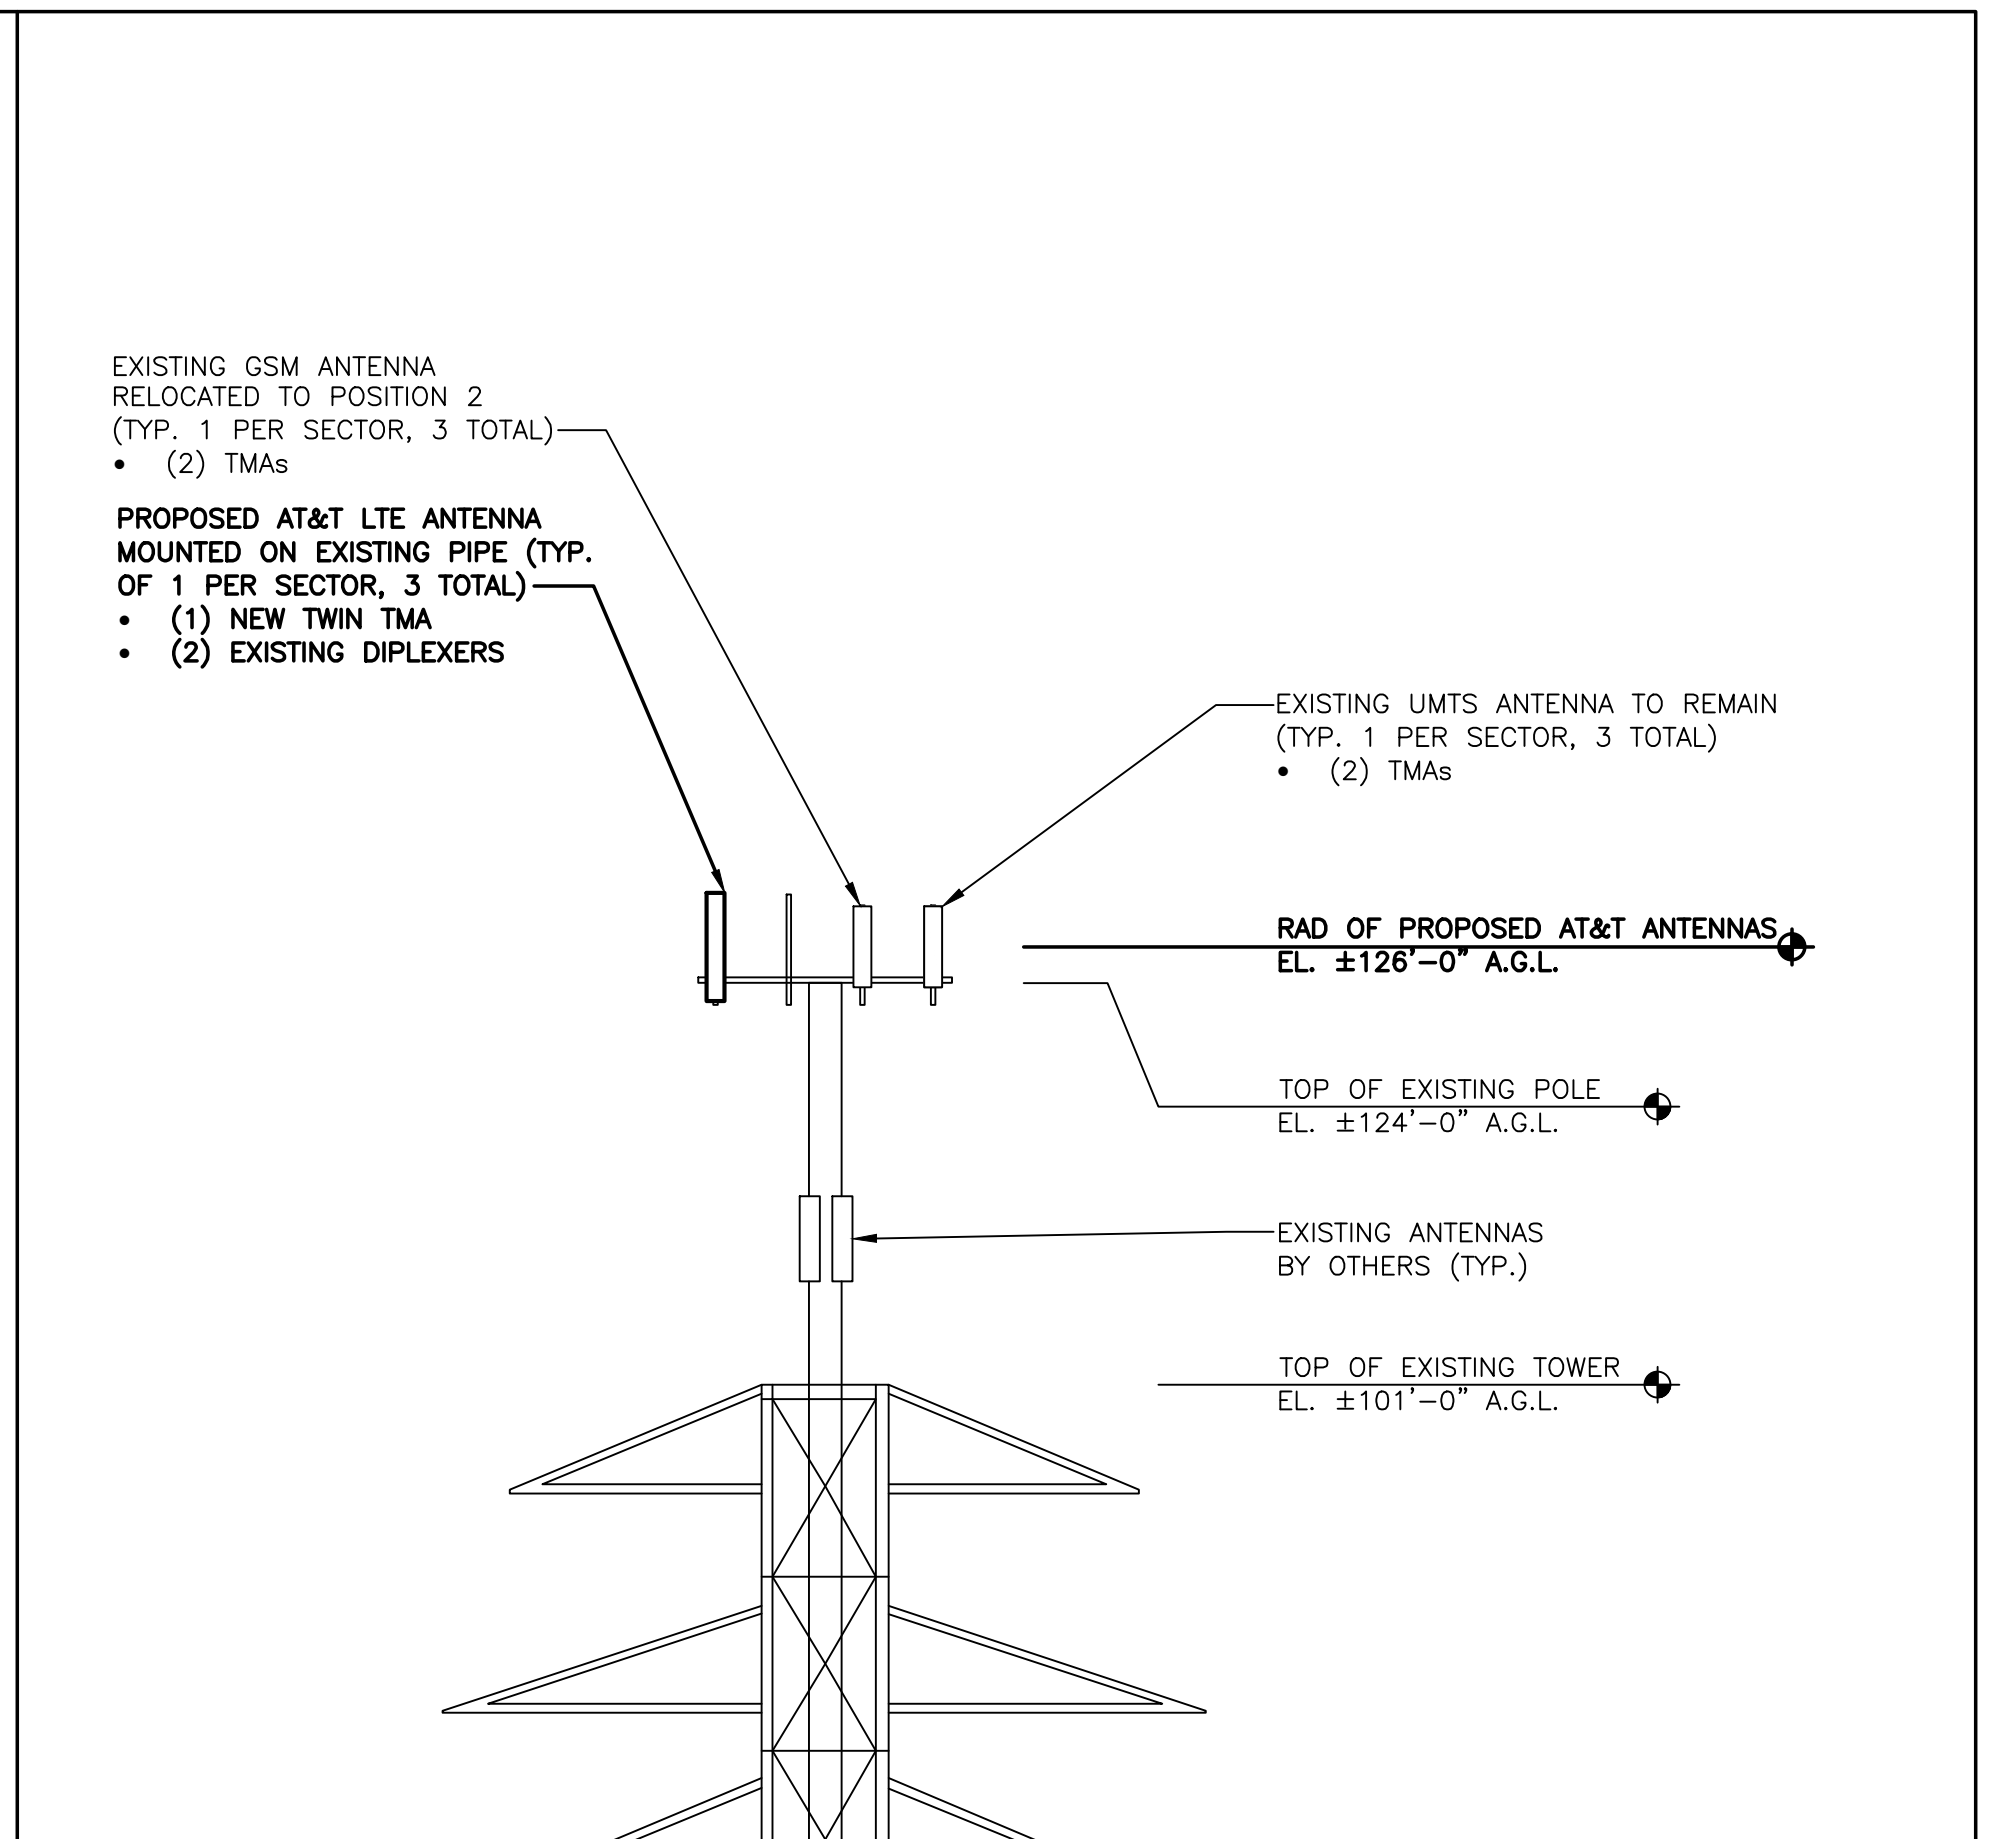 EXISTING GSM ANTENNA
RELOCATED TO POSITION 2
(TYP. 1 PER SECTOR, 3 TOTAL)
• (2) TMAs
PROPOSED AT&T LTE ANTENNA
MOUNTED ON EXISTING PIPE (TYP.
OF 1 PER SECTOR, 3 TOTAL)
• (1) NEW TWIN TMA
• (2) EXISTING DIPLEXERS
EXISTING UMTS ANTENNA TO REMAIN
(TYP. 1 PER SECTOR, 3 TOTAL)
• (2) TMAs
RAD OF PROPOSED AT&T ANTENNAS
EL. ±126'-0" A.G.L.
TOP OF EXISTING POLE
EL. ±124'-0" A.G.L.
EXISTING ANTENNAS
BY OTHERS (TYP.)
TOP OF EXISTING TOWER
EL. ±101'-0" A.G.L.